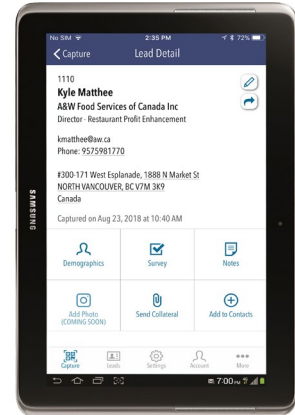 No SIM
2:35 PM
72%
Capture
Lead Detail
1110
Kyle Matthee
A&W Food Services of Canada Inc
Director - Restaurant Profit Enhancement
kmatthee@aw.ca
Phone: 9575981770
#300-171 West Esplanade, 1888 N Market St
NORTH VANCOUVER, BC V7M 3K9
Canada
Captured on Aug 23, 2018 at 10:40 AM
SAMSUNG
Demographics
Survey
Notes
Add Photo
(COMING SOON)
Send Collateral
Add to Contacts
Capture
Leads
Settings
Account
More
7:00 PM